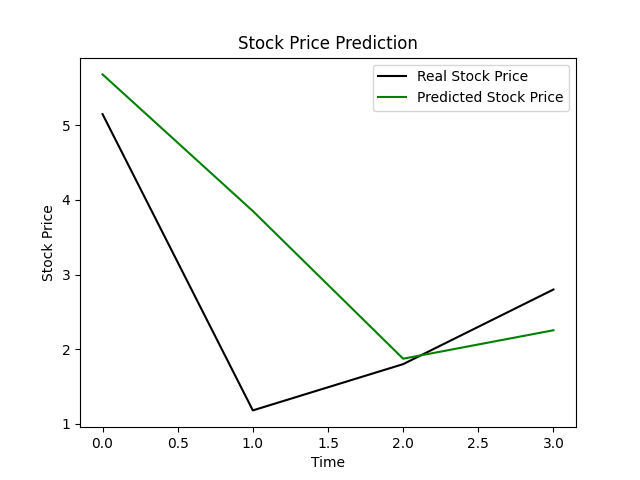 Stock Price Prediction
Real Stock Price
Predicted Stock Price
Stock Price
5
4
3
2
1
0.0 0.5 1.0 1.5 2.0 2.5 3.0
Time